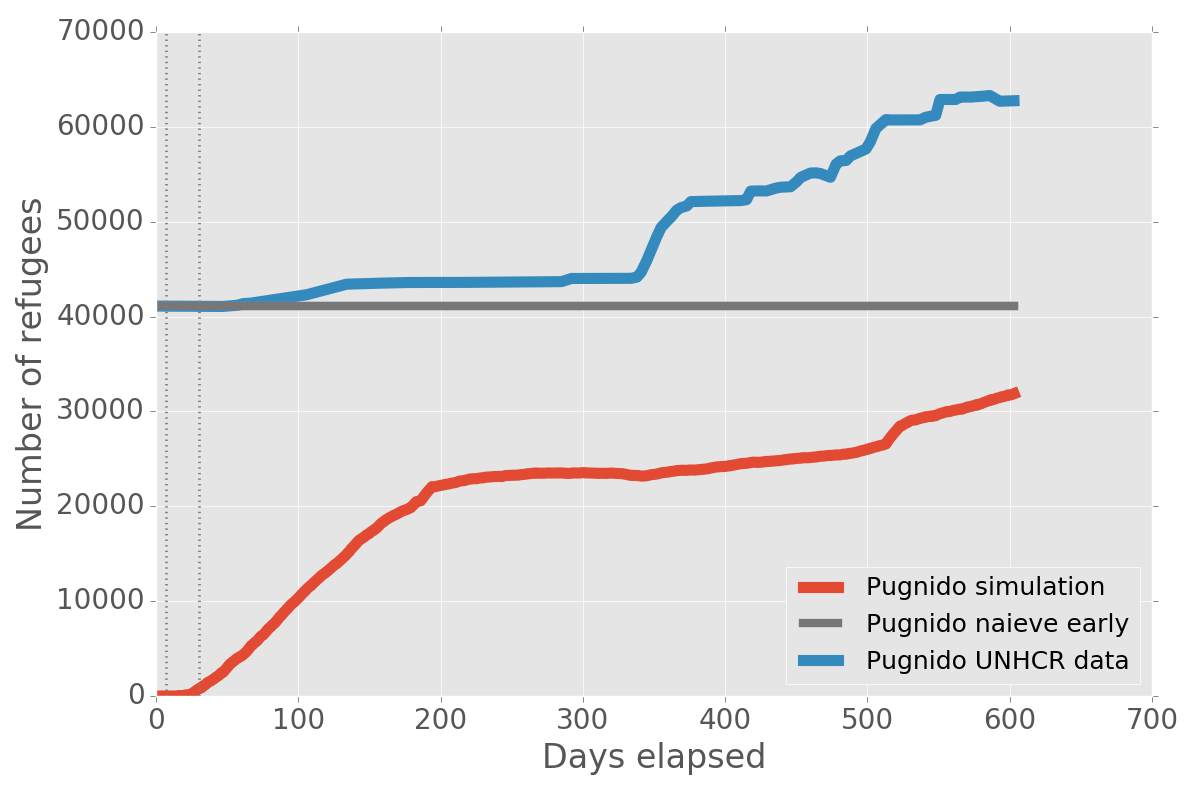 70000
60000
50000
40000
30000
20000
10000
0
Number of refugees
0 100 200 300 400 500 600 700
Days elapsed
Pugnido simulation
Pugnido naieve early
Pugnido UNHCR data